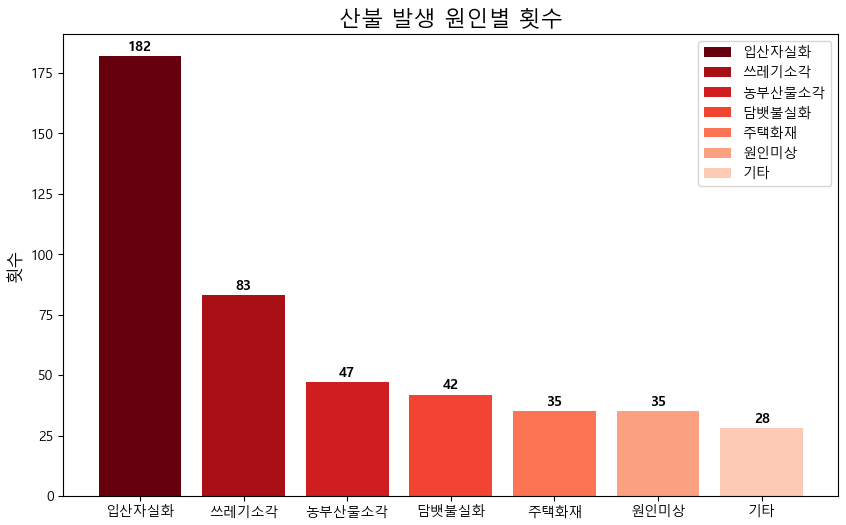 산불 발생 원인별 횟수
횟수
175
150
125
100
75
50
25
0
182
83
47
42
35
35
28
입산자실화
쓰레기소각
농부산물소각
담뱃불실화
주택화재
원인미상
기타
입산자실화
쓰레기소각
농부산물소각
담뱃불실화
주택화재
원인미상
기타